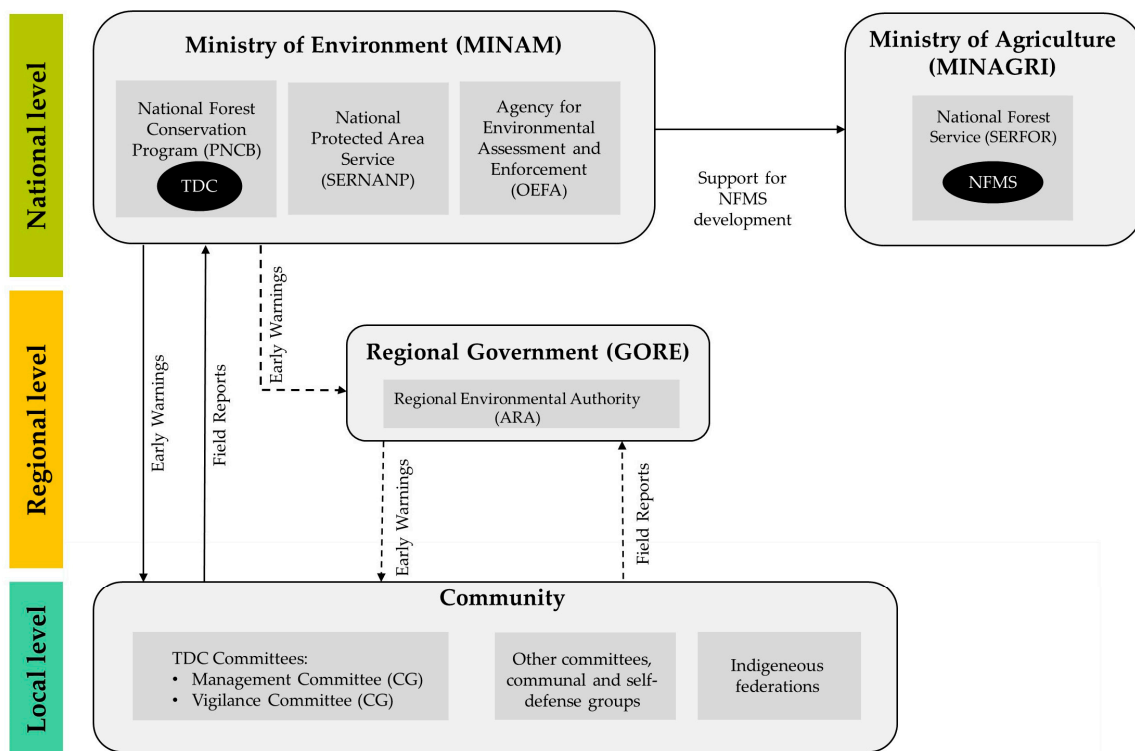 National level
Ministry of Environment (MINAM)
National Forest
Conservation
Program (PNCB)
TDC
National
Protected Area
Service
(SERNANP)
Agency for
Environmental
Assessment and
Enforcement
(OEFA)
Support for
NFMS
development
Ministry of Agriculture
(MINAGRI)
National Forest
Service (SERFOR)
NFMS
Regional level
Early Warnings
Field Reports
Early Warnings
Regional Government (GORE)
Regional Environmental Authority
(ARA)
Early Warnings
Field Reports
Local level
Community
TDC Committees:
• Management Committee (CG)
• Vigilance Committee (CG)
Other committees,
communal and self-
defense groups
Indigeneous
federations